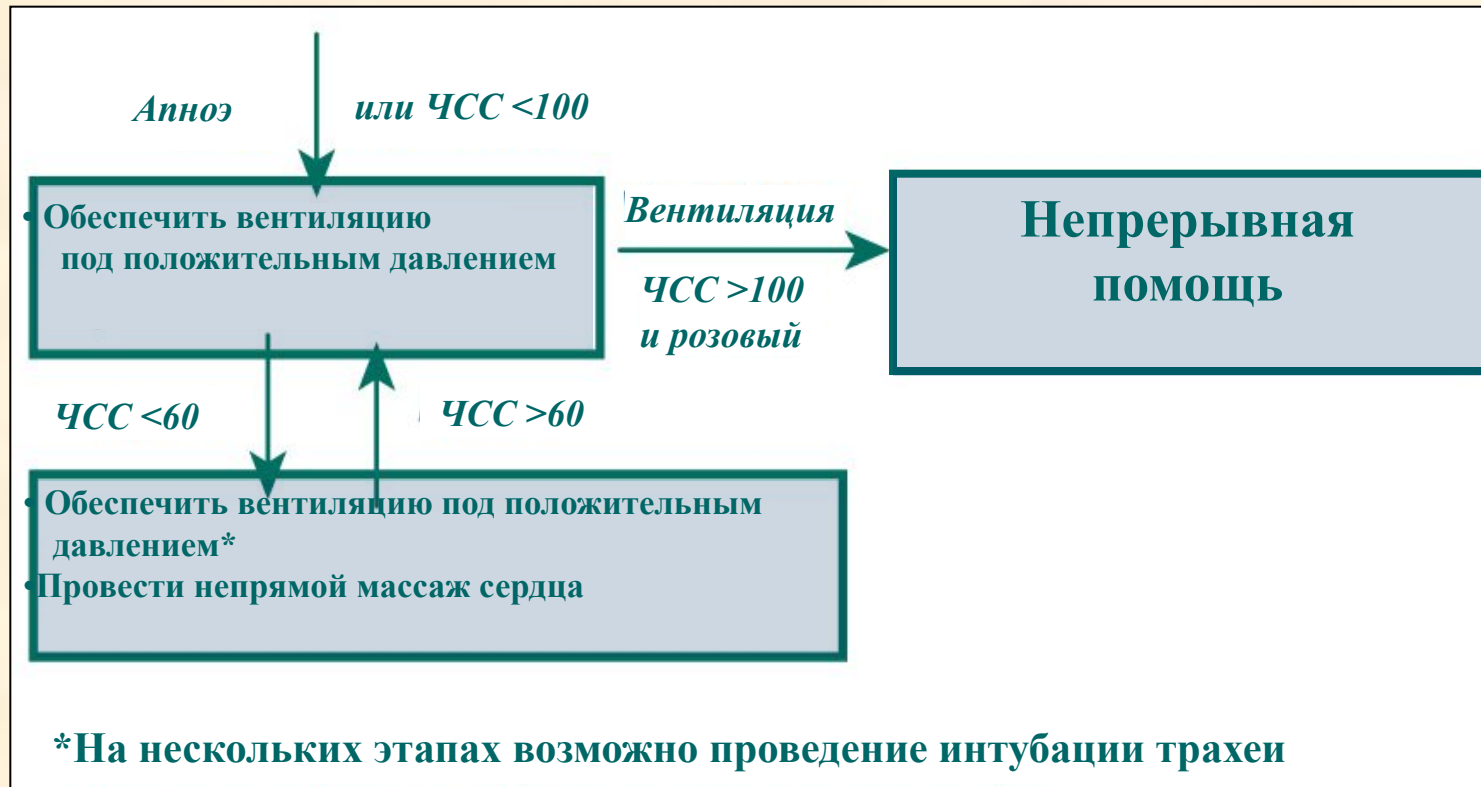 Апноэ
или ЧСС <100
• Обеспечить вентиляцию
под положительным давлением
Вентиляция
ЧСС >100
и розовый
Непрерывная
помощь
ЧСС <60
ЧСС >60
• Обеспечить вентиляцию под положительным
давлением*
•Провести непрямой массаж сердца
*На нескольких этапах возможно проведение интубации трахеи